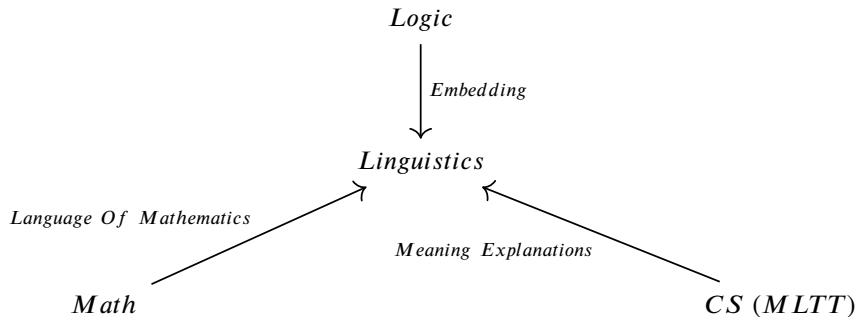 Logic
Embedding
Linguistics
Language Of Mathematics
Meaning Explanations
Math
CS (MLTT)